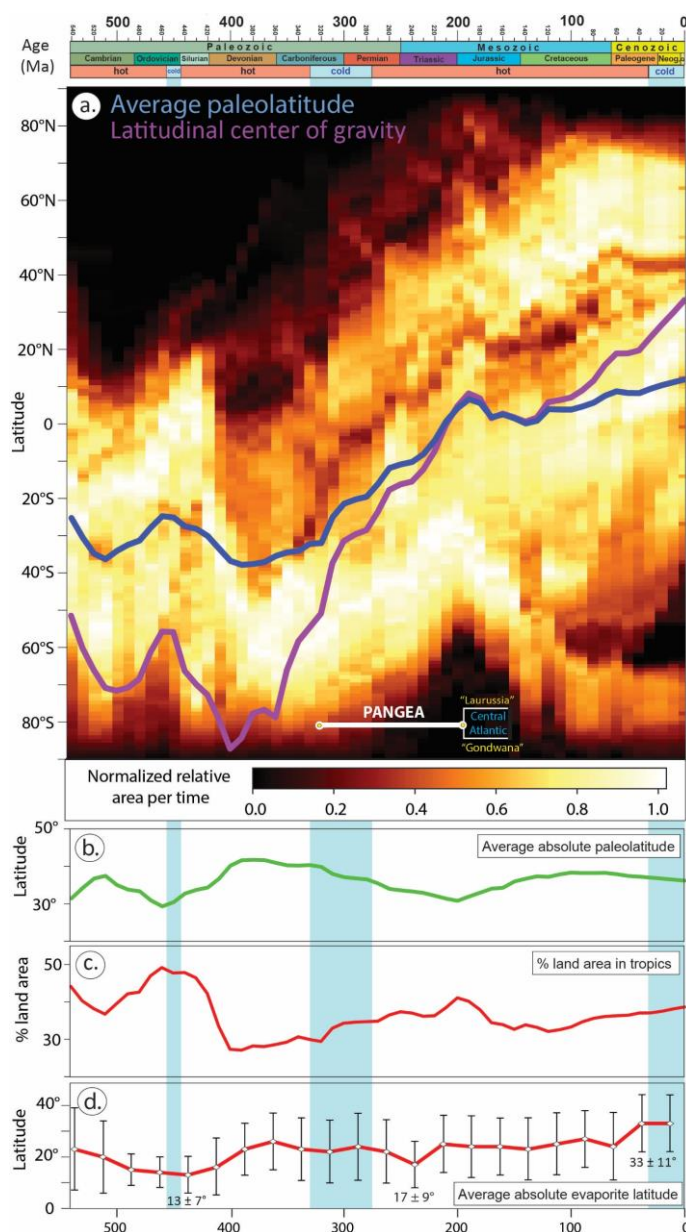 500 400 300 200 100 0
Age
(Ma)
Paleozoic Mesozoic Cenozoic
Cambrian Ordovician Silurian Devonian Carboniferous Permian Triassic Jurassic Cretaceous Paleogene Neog.
hot cold hot cold hot cold
a. Average paleolatitude
Latitudinal center of gravity
80°N
60°N
40°N
20°N
0
20°S
40°S
60°S
80°S
Latitude
PANGEA
"Laurussia"
Central
Atlantic
"Gondwana"
Normalized relative
area per time
0.0 0.2 0.4 0.6 0.8 1.0
b.
Latitude
50°
30°
Average absolute paleolatitude
c.
% land area
50
30
% land area in tropics
d.
Latitude
40°
20°
0
13 ± 7°
17 ± 9°
33 ± 11°
Average absolute evaporite latitude
500 400 300 200 100 0